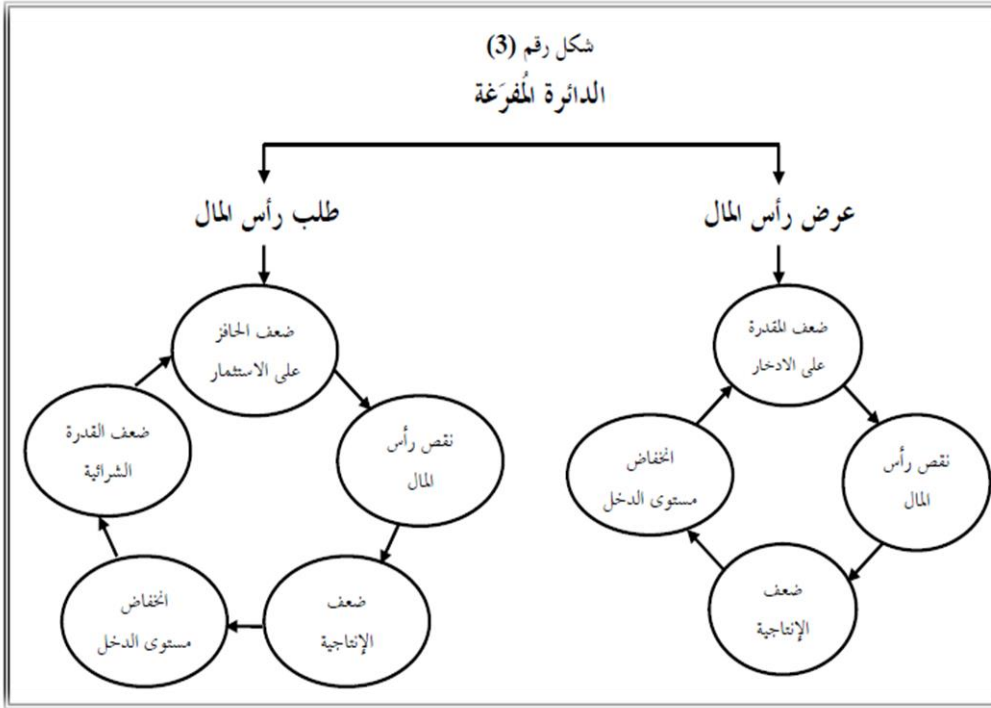 شكل رقم (3)
الدائرة المُفرَغة
عرض رأس المال
طلب رأس المال
ضعف المقدرة
على الادخار
نقص رأس
المال
ضعف
الإنتاجية
انخفاض
مستوى الدخل
ضعف الحافز
على الاستثمار
نقص رأس
المال
ضعف
الإنتاجية
انخفاض
مستوى الدخل
ضعف القدرة
الشرائية